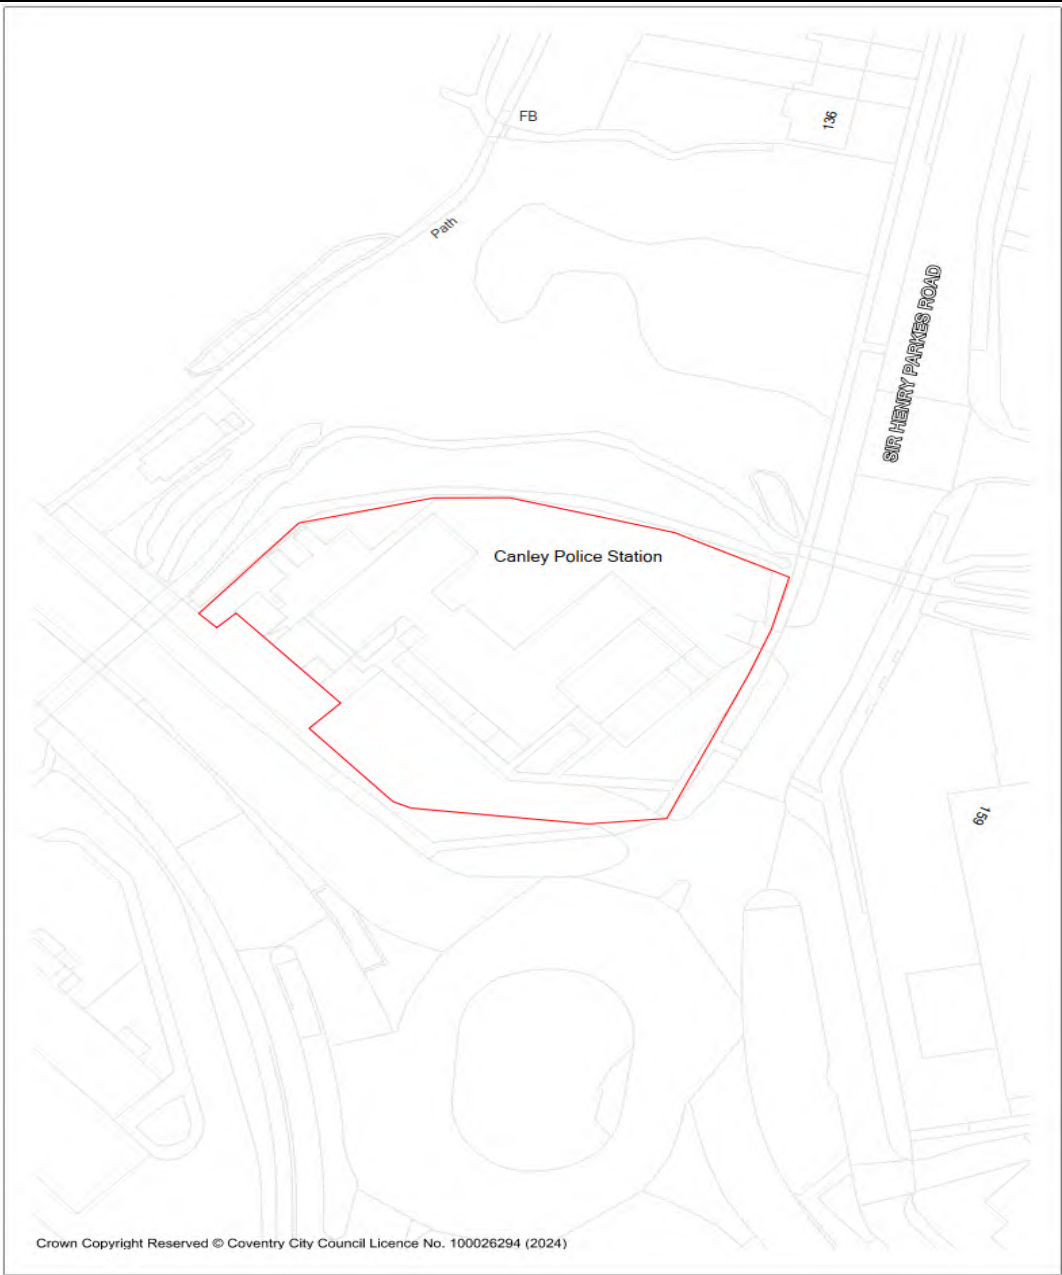 FB
136
Path
SIR HENRY PARKES ROAD
Canley Police Station
159
Crown Copyright Reserved © Coventry City Council Licence No. 100026294 (2024)